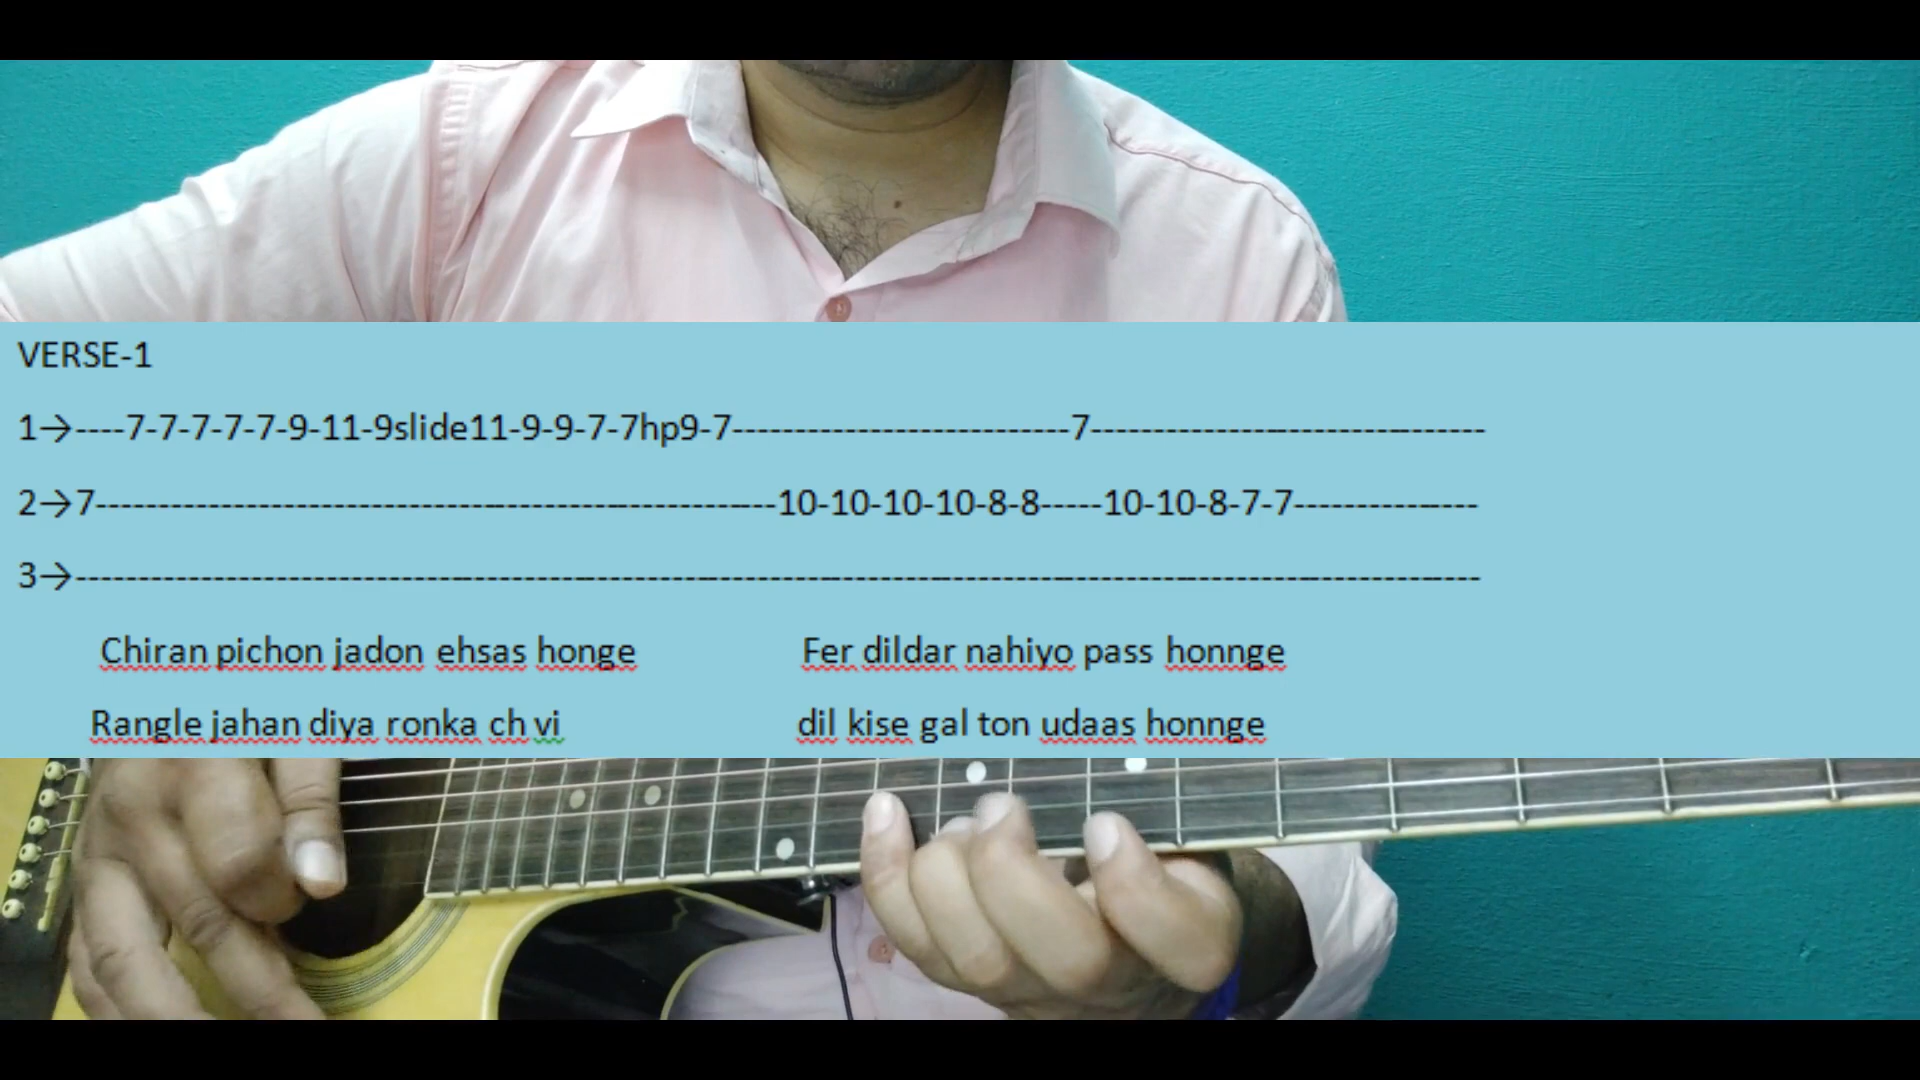 VERSE-1
1→----7-7-7-7-7-9-11-9slide11-9-9-7-7hp9-7---------------------------7--------------------------------
2→7-------------------------------------------------------10-10-10-10-8-8-----10-10-8-7-7---------------
3→-----------------------------------------------------------------------------------------------------------------
Chiran pichon jadon ehsas honge Fer dildar nahiyo pass honnge
Rangle jahan diya ronka ch vi dil kise gal ton udaas honnge